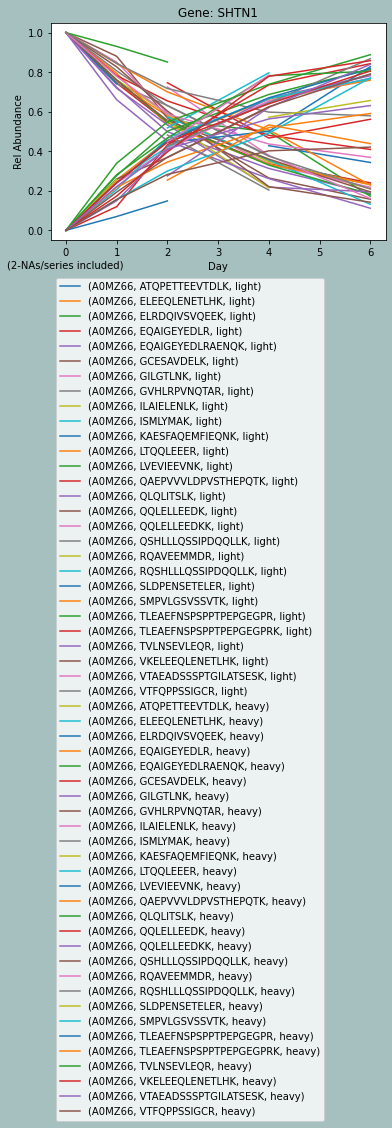 Gene: SHTN1
1.0
0.8
0.6
0.4
0.2
0.0
Rel Abundance
0 1 2 3 4 5 6
Day
(2-NAs/series included)
(A0MZ66, ATQPETTEEVTDLK, light)
(A0MZ66, ELEEQLENETLHK, light)
(A0MZ66, ELRDQIVSVQEEK, light)
(A0MZ66, EQAIGEYEDLR, light)
(A0MZ66, EQAIGEYEDLRAENQK, light)
(A0MZ66, GCESAVDELK, light)
(A0MZ66, GILGTLNK, light)
(A0MZ66, GVHLRPVNQTAR, light)
(A0MZ66, ILAIELENLK, light)
(A0MZ66, ISMLYMAK, light)
(A0MZ66, KAESFAQEMFIEQNK, light)
(A0MZ66, LTQQLEEER, light)
(A0MZ66, LVEVIEEVNK, light)
(A0MZ66, QAEPVVVLDPVSTHEPQTK, light)
(A0MZ66, QLQLITSLK, light)
(A0MZ66, QQLELLEEDK, light)
(A0MZ66, QQLELLEEDKK, light)
(A0MZ66, QSHLLLQSSIPDQQLLK, light)
(A0MZ66, RQAVEEMMDR, light)
(A0MZ66, RQSHLLLQSSIPDQQLLK, light)
(A0MZ66, SLDPENSETELER, light)
(A0MZ66, SMPVLGSVSSVTK, light)
(A0MZ66, TLEAEFNSPSPPTPEPGEGPR, light)
(A0MZ66, TLEAEFNSPSPPTPEPGEGPRK, light)
(A0MZ66, TVLNSEVLEQR, light)
(A0MZ66, VKELEEQLENETLHK, light)
(A0MZ66, VTAEADSSSPTGILATSESK, light)
(A0MZ66, VTFQPPSSIGCR, light)
(A0MZ66, ATQPETTEEVTDLK, heavy)
(A0MZ66, ELEEQLENETLHK, heavy)
(A0MZ66, ELRDQIVSVQEEK, heavy)
(A0MZ66, EQAIGEYEDLR, heavy)
(A0MZ66, EQAIGEYEDLRAENQK, heavy)
(A0MZ66, GCESAVDELK, heavy)
(A0MZ66, GILGTLNK, heavy)
(A0MZ66, GVHLRPVNQTAR, heavy)
(A0MZ66, ILAIELENLK, heavy)
(A0MZ66, ISMLYMAK, heavy)
(A0MZ66, KAESFAQEMFIEQNK, heavy)
(A0MZ66, LTQQLEEER, heavy)
(A0MZ66, LVEVIEEVNK, heavy)
(A0MZ66, QAEPVVVLDPVSTHEPQTK, heavy)
(A0MZ66, QLQLITSLK, heavy)
(A0MZ66, QQLELLEEDK, heavy)
(A0MZ66, QQLELLEEDKK, heavy)
(A0MZ66, QSHLLLQSSIPDQQLLK, heavy)
(A0MZ66, RQAVEEMMDR, heavy)
(A0MZ66, RQSHLLLQSSIPDQQLLK, heavy)
(A0MZ66, SLDPENSETELER, heavy)
(A0MZ66, SMPVLGSVSSVTK, heavy)
(A0MZ66, TLEAEFNSPSPPTPEPGEGPR, heavy)
(A0MZ66, TLEAEFNSPSPPTPEPGEGPRK, heavy)
(A0MZ66, TVLNSEVLEQR, heavy)
(A0MZ66, VKELEEQLENETLHK, heavy)
(A0MZ66, VTAEADSSSPTGILATSESK, heavy)
(A0MZ66, VTFQPPSSIGCR, heavy)